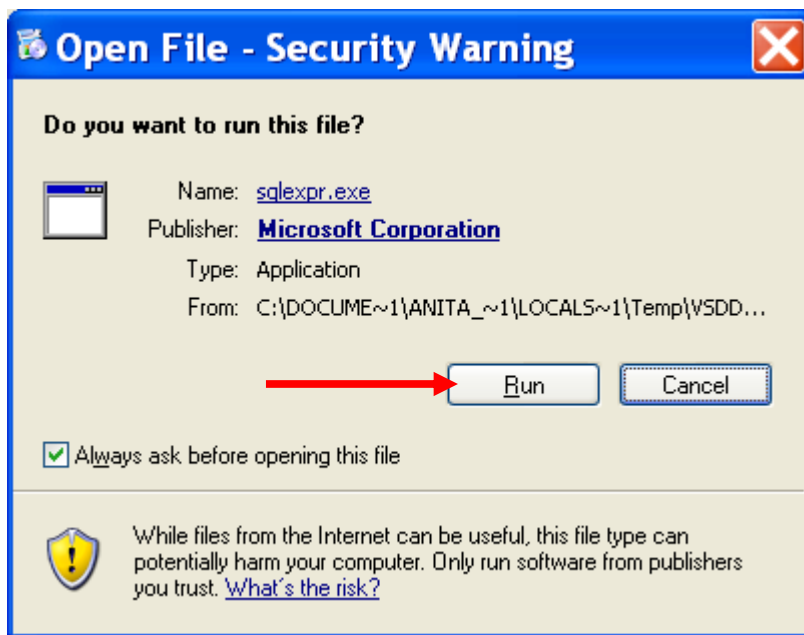 Open File - Security Warning
Do you want to run this file?
Name: sqlexpr.exe
Publisher: Microsoft Corporation
Type: Application
From: C:\DOCUME~1\ANITA_~1\LOCALS~1\Temp\VSDD...
Run Cancel
Always ask before opening this file
While files from the Internet can be useful, this file type can
potentially harm your computer. Only run software from publishers
you trust. What's the risk?